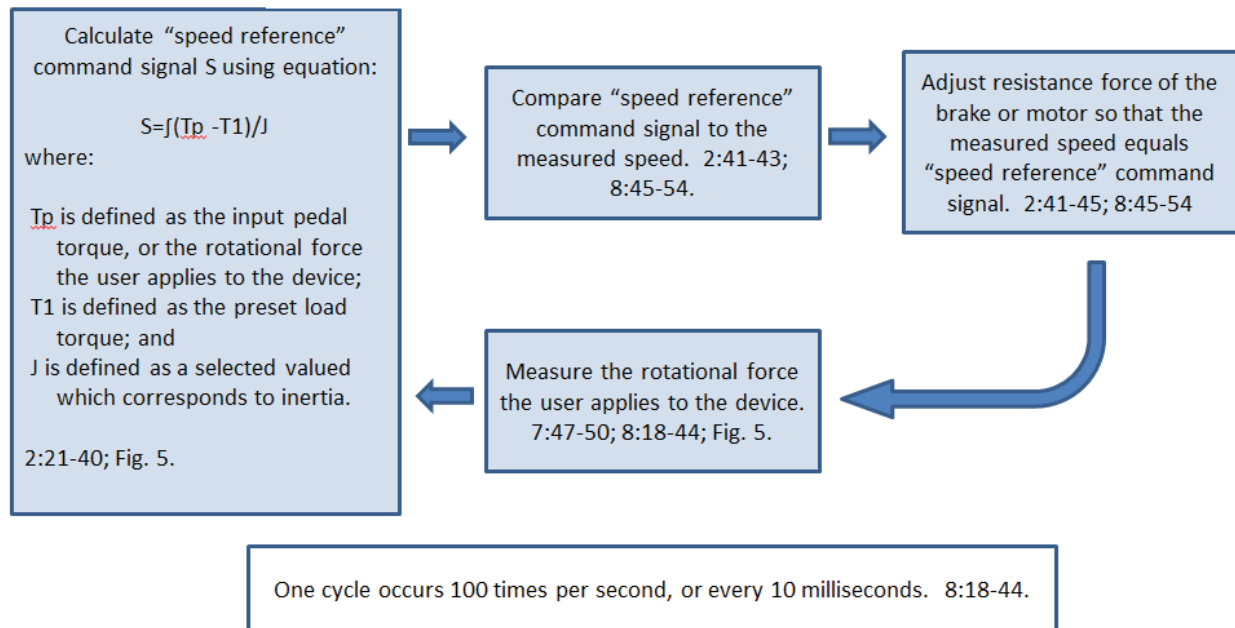 Calculate “speed reference”
command signal S using equation:
S=∫(Tp -T1)/J
where:
Tp is defined as the input pedal
torque, or the rotational force
the user applies to the device;
T1 is defined as the preset load
torque; and
J is defined as a selected valued
which corresponds to inertia.
2:21-40; Fig. 5.
Compare “speed reference”
command signal to the
measured speed. 2:41-43;
8:45-54.
Adjust resistance force of the
brake or motor so that the
measured speed equals
“speed reference” command
signal. 2:41-45; 8:45-54
Measure the rotational force
the user applies to the device.
7:47-50; 8:18-44; Fig. 5.
One cycle occurs 100 times per second, or every 10 milliseconds. 8:18-44.